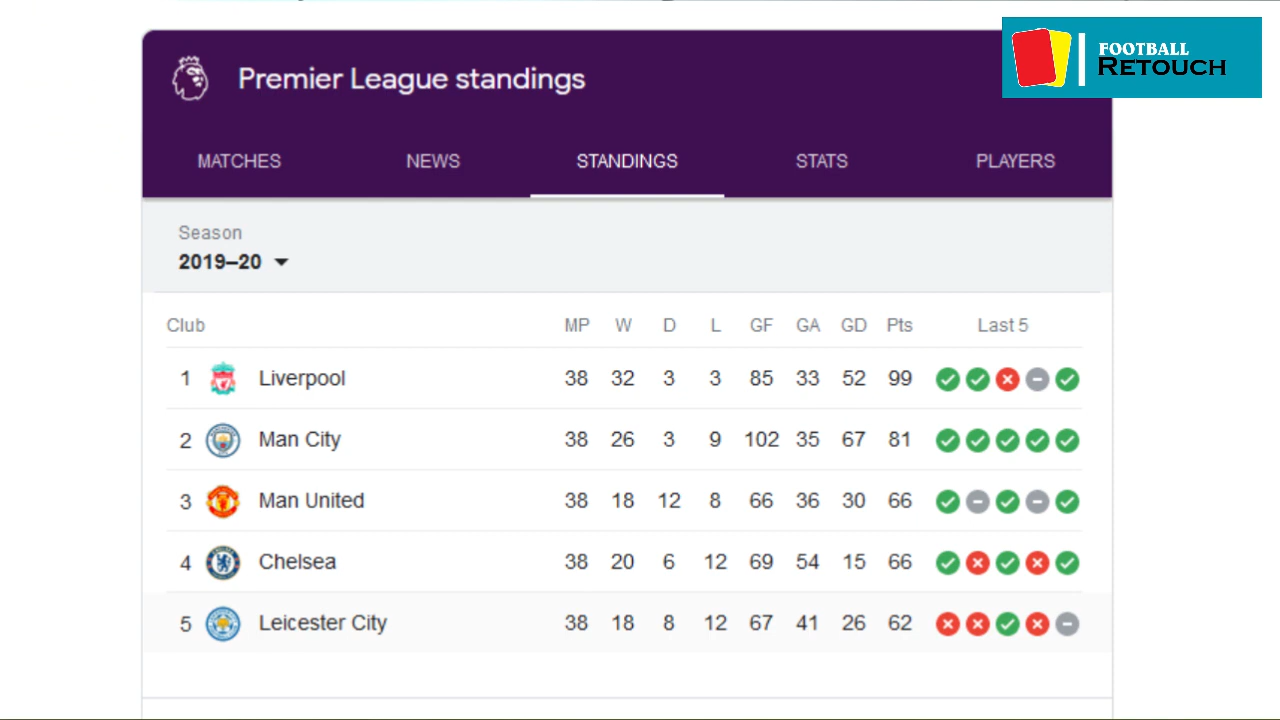 FOOTBALL
RETOUCH
Premier League standings
MATCHES NEWS STANDINGS STATS PLAYERS
Season
2019–20
Club MP W D L GF GA GD Pts Last 5
1 Liverpool 38 32 3 3 85 33 52 99
2 Man City 38 26 3 9 102 35 67 81
3 Man United 38 18 12 8 66 36 30 66
4 Chelsea 38 20 6 12 69 54 15 66
5 Leicester City 38 18 8 12 67 41 26 62